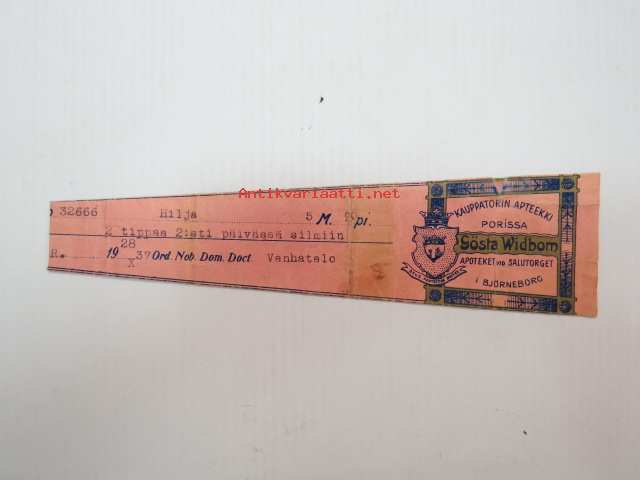 Antikvariaatti.net
32666 Hilja 5 M. pi.
2 tippaa 2:sti päivässä silmiin
R. 19 28/X 37 Ord. Nob. Dom. Doct. Vanhatalo
KAUPPATORIN APTEEKKI
PORISSA
Gösta Widbom
APOTEKET VID SALUTORGET
I BJÖRNEBORG